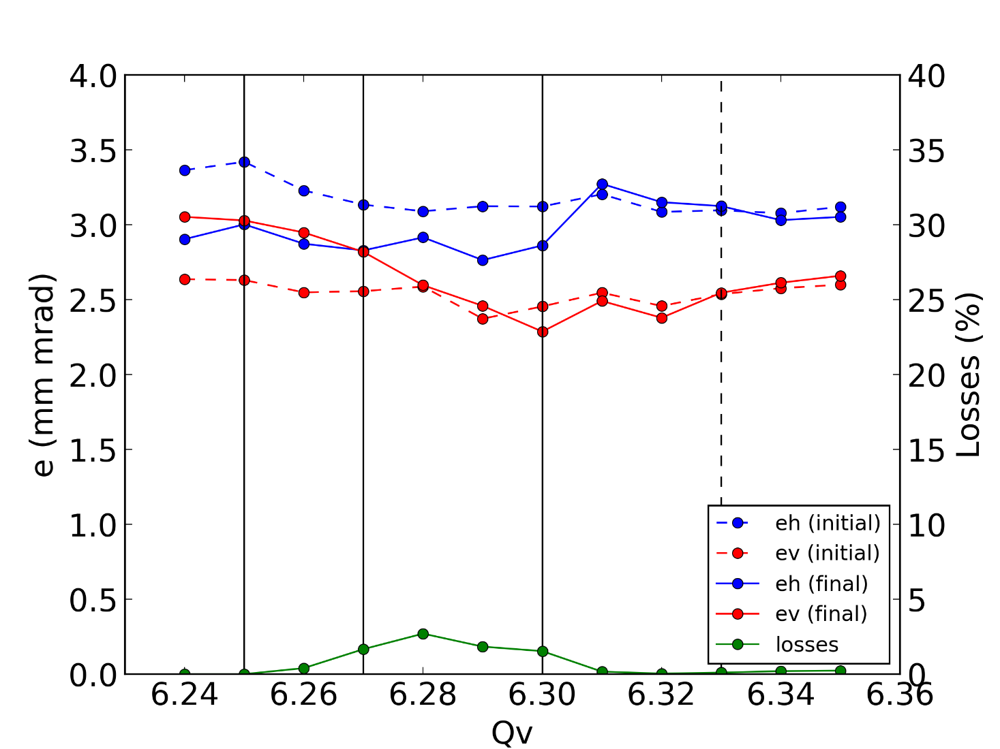 4.0
3.5
3.0
2.5
2.0
1.5
1.0
0.5
0.0
e (mm mrad)
40
35
30
25
20
15
10
5
0
Losses (%)
eh (initial)
ev (initial)
eh (final)
ev (final)
losses
6.24 6.26 6.28 6.30 6.32 6.34 6.36
Qv